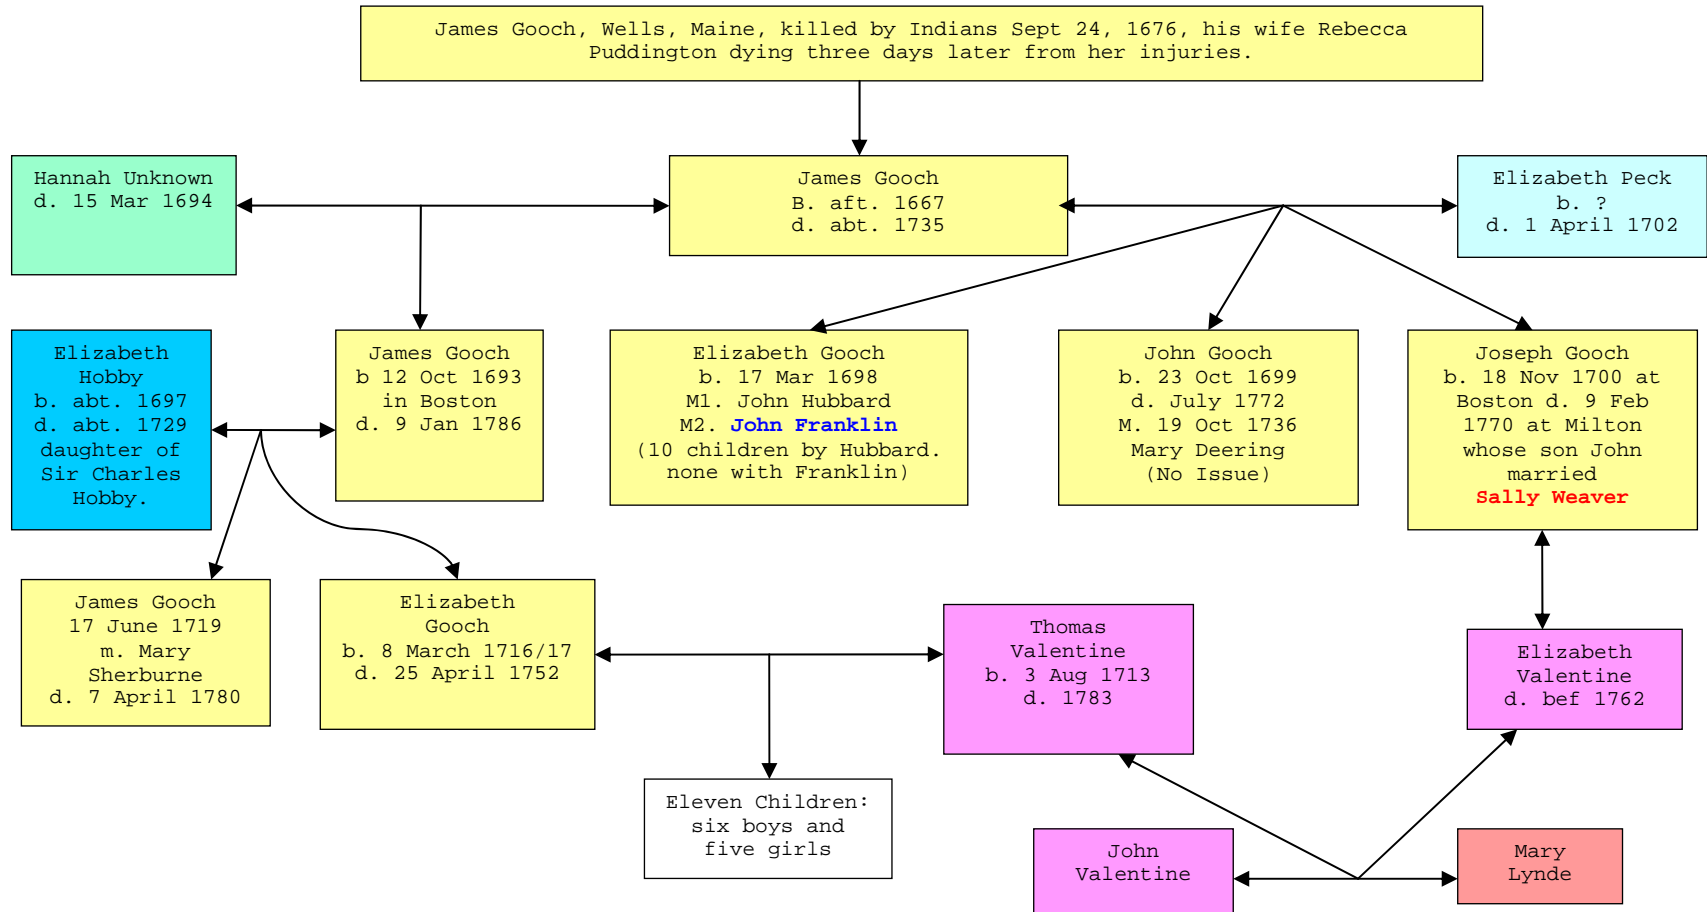 James Gooch, Wells, Maine, killed by Indians Sept 24, 1676, his wife Rebecca
Puddington dying three days later from her injuries.
Hannah Unknown
d. 15 Mar 1694
James Gooch
B. aft. 1667
d. abt. 1735
Elizabeth Peck
b. ?
d. 1 April 1702
Elizabeth
Hobby
b. abt. 1697
d. abt. 1729
daughter of
Sir Charles
Hobby.
James Gooch
b 12 Oct 1693
in Boston
d. 9 Jan 1786
Elizabeth Gooch
b. 17 Mar 1698
M1. John Hubbard
M2. John Franklin
(10 children by Hubbard.
none with Franklin)
John Gooch
b. 23 Oct 1699
d. July 1772
M. 19 Oct 1736
Mary Deering
(No Issue)
Joseph Gooch
b. 18 Nov 1700 at
Boston d. 9 Feb
1770 at Milton
whose son John
married
Sally Weaver
James Gooch
17 June 1719
m. Mary
Sherburne
d. 7 April 1780
Elizabeth
Gooch
b. 8 March 1716/17
d. 25 April 1752
Thomas
Valentine
b. 3 Aug 1713
d. 1783
Elizabeth
Valentine
d. bef 1762
Eleven Children:
six boys and
five girls
John
Valentine
Mary
Lynde